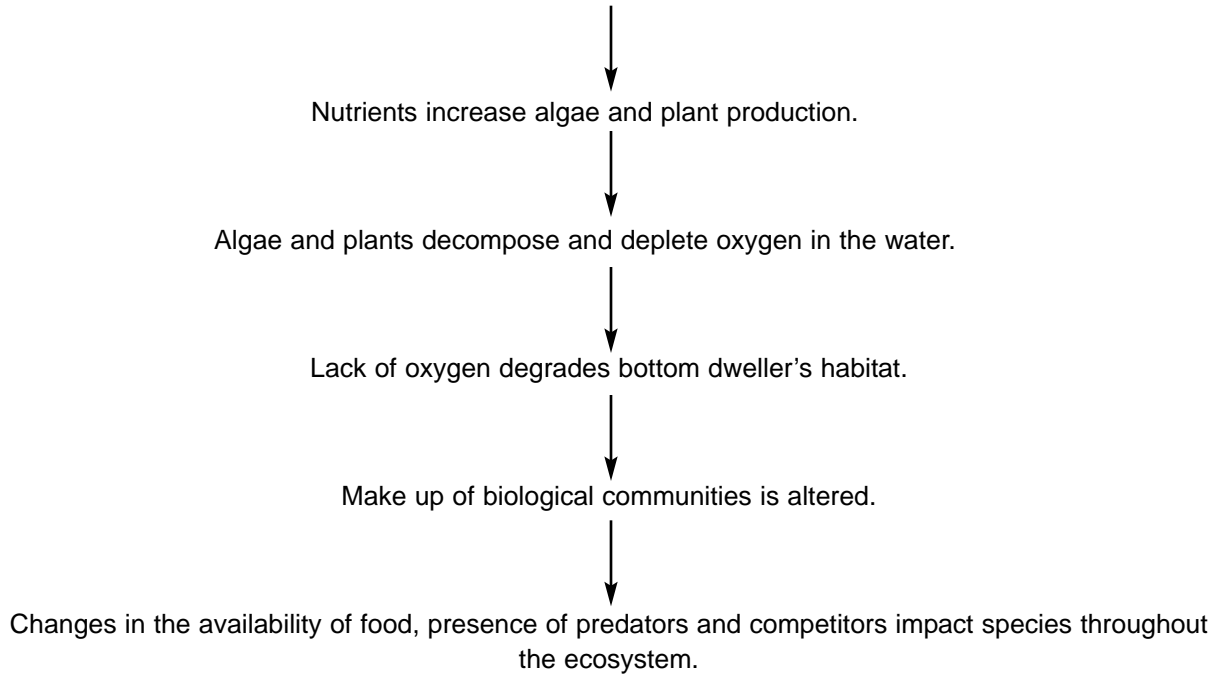 Nutrients increase algae and plant production.
Algae and plants decompose and deplete oxygen in the water.
Lack of oxygen degrades bottom dweller’s habitat.
Make up of biological communities is altered.
Changes in the availability of food, presence of predators and competitors impact species throughout
the ecosystem.